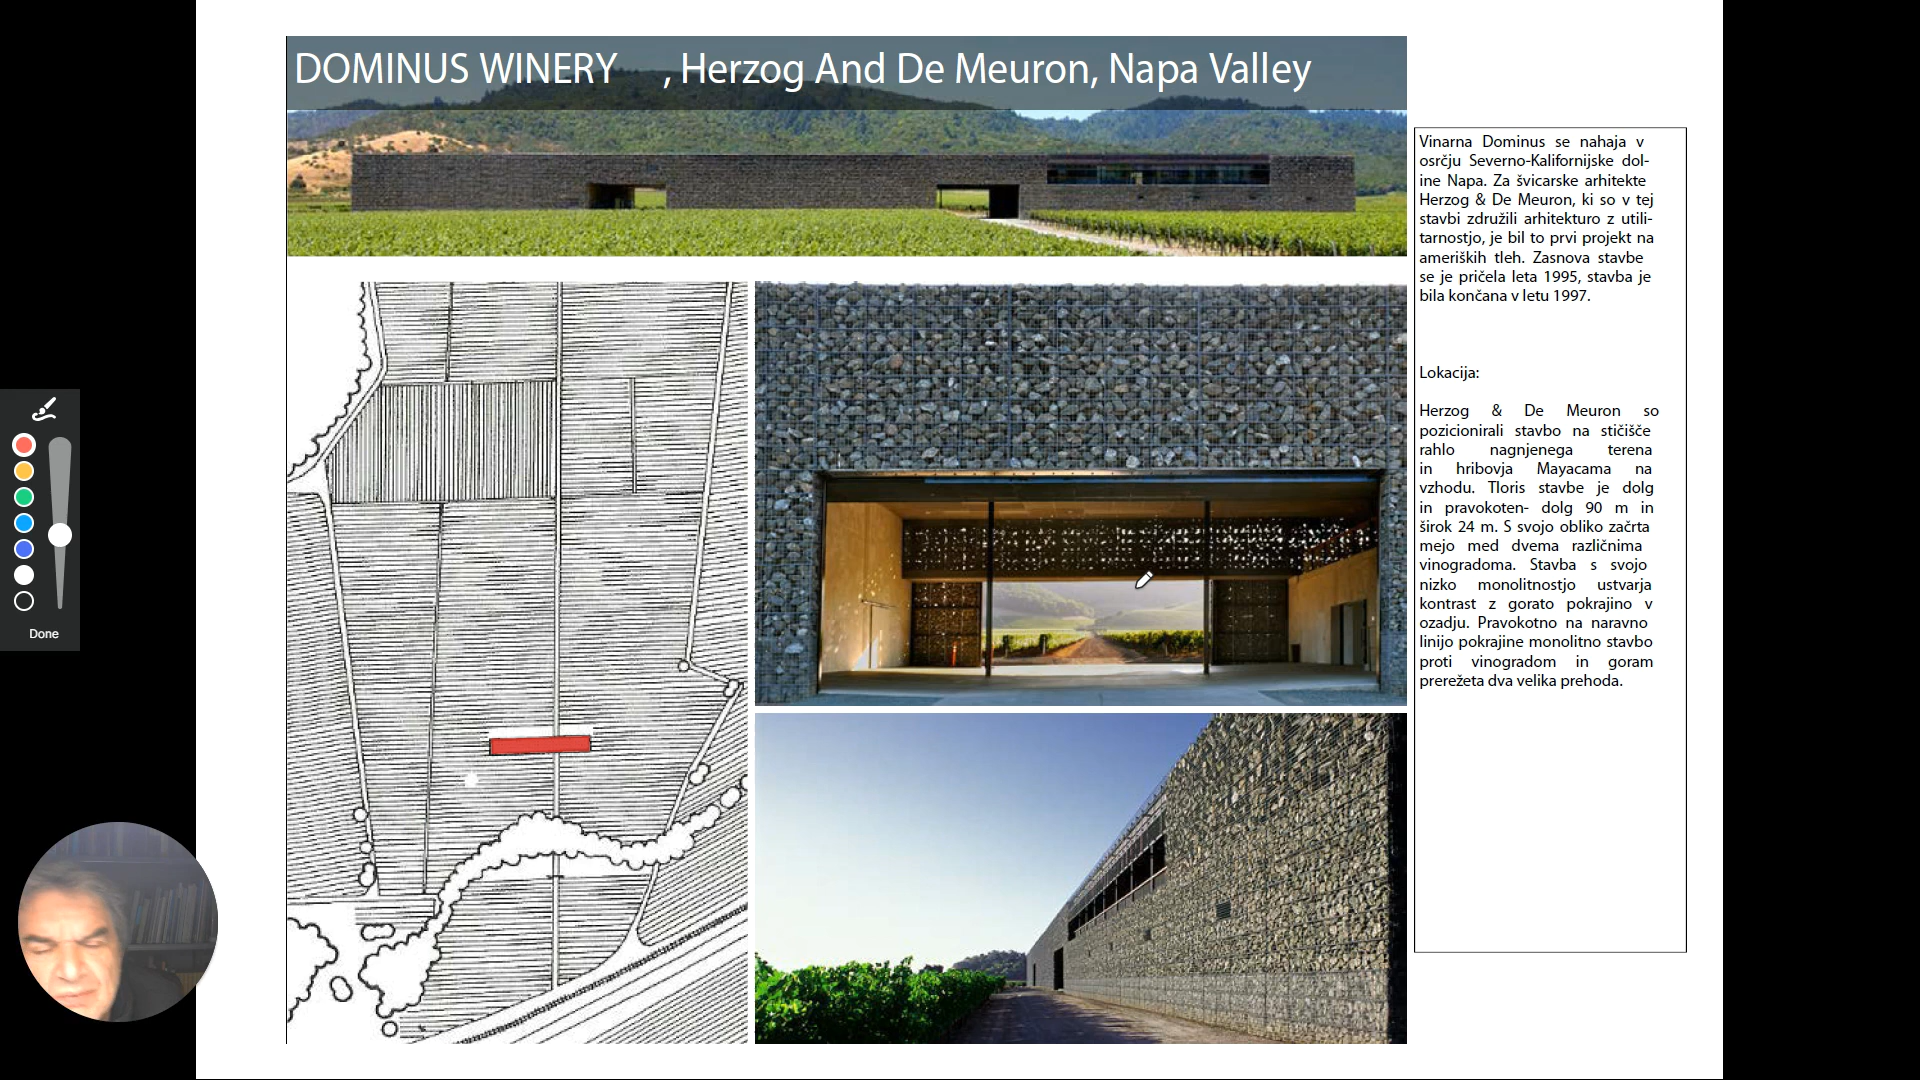 DOMINUS WINERY , Herzog And De Meuron, Napa Valley
Vinarna Dominus se nahaja v
osrčju Severno-Kalifornijske dol-
ine Napa. Za švicarske arhitekte
Herzog & De Meuron, ki so v tej
stavbi združili arhitekturo z utili-
tarnostjo, je bil to prvi projekt na
ameriških tleh. Zasnova stavbe
se je pričela leta 1995, stavba je
bila končana v letu 1997.
Lokacija:
Herzog & De Meuron so
pozicionirali stavbo na stičišče
rahlo nagnjenega terena
in hribovja Mayacama na
vzhodu. Tloris stavbe je dolg
in pravokoten- dolg 90 m in
širok 24 m. S svojo obliko začrta
mejo med dvema različnima
vinogradoma. Stavba s svojo
nizko monolitnostjo ustvarja
kontrast z gorato pokrajino v
ozadju. Pravokotno na naravno
linijo pokrajine monolitno stavbo
proti vinogradom in goram
prerežeta dva velika prehoda.
Done